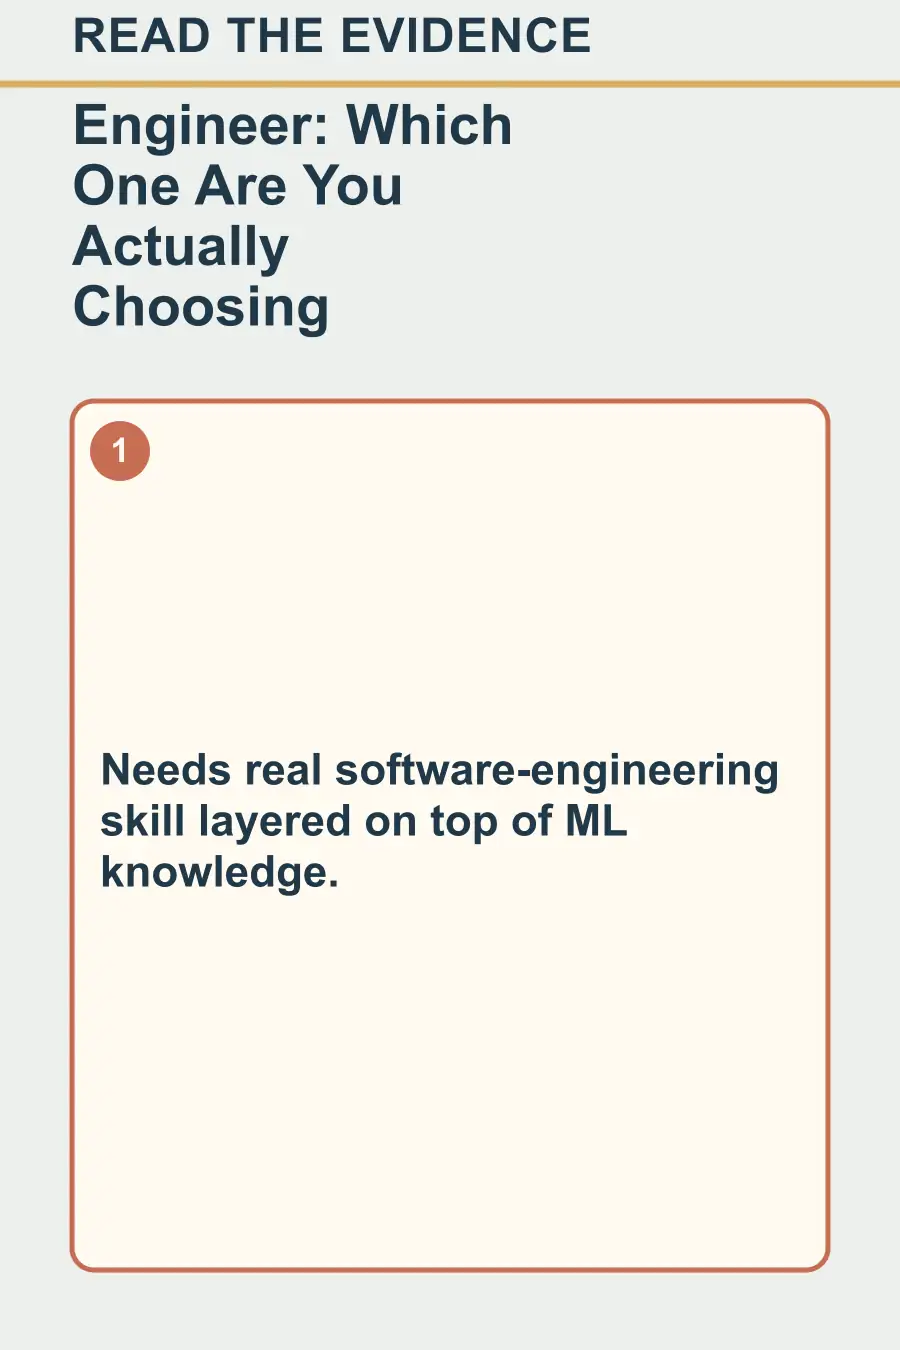 READ THE EVIDENCE
Engineer: Which
One Are You
Actually
Choosing
1
Needs real software-engineering
skill layered on top of ML
knowledge.